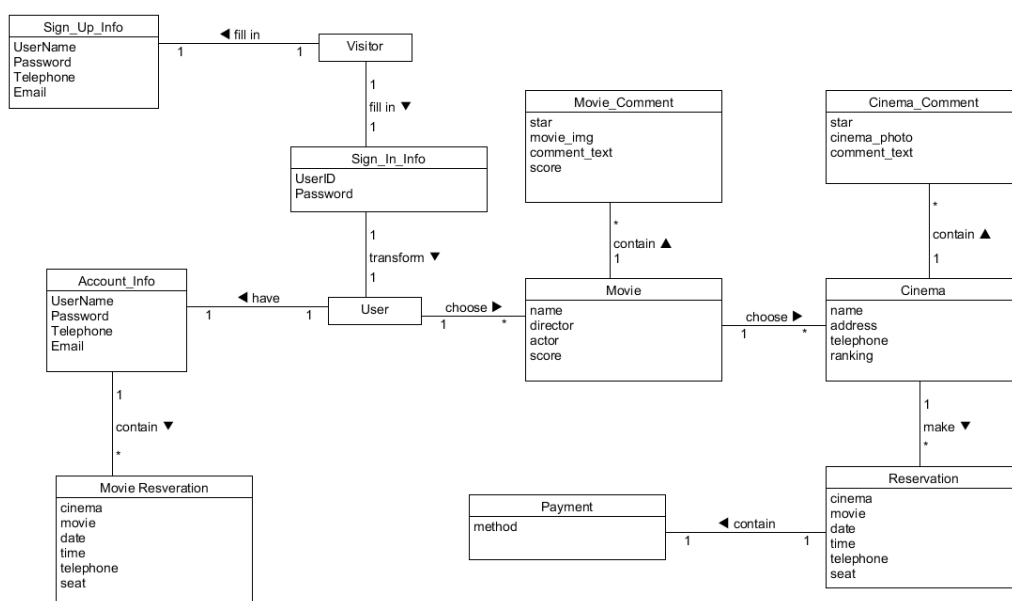 Sign_Up_Info
UserName
Password
Telephone
Email
◀ fill in
1
1
Visitor
1
fill in ▼
1
Sign_In_Info
UserID
Password
1
transform ▼
1
Movie_Comment
star
movie_img
comment_text
score
*
contain ▲
1
Cinema_Comment
star
cinema_photo
comment_text
*
contain ▲
1
Account_Info
UserName
Password
Telephone
Email
◀ have
1
1
User
choose ▶
1
*
Movie
name
director
actor
score
choose ▶
1
*
Cinema
name
address
telephone
ranking
1
contain ▼
*
1
make ▼
*
Movie Resveration
cinema
movie
date
time
telephone
seat
Payment
method
◀ contain
1
1
Reservation
cinema
movie
date
time
telephone
seat